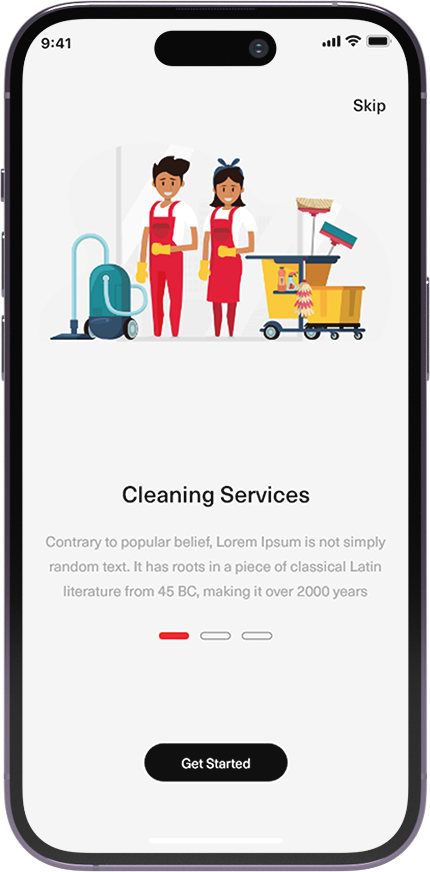 9:41
Skip
Cleaning Services
Contrary to popular belief, Lorem Ipsum is not simply
random text. It has roots in a piece of classical Latin
literature from 45 BC, making it over 2000 years
Get Started